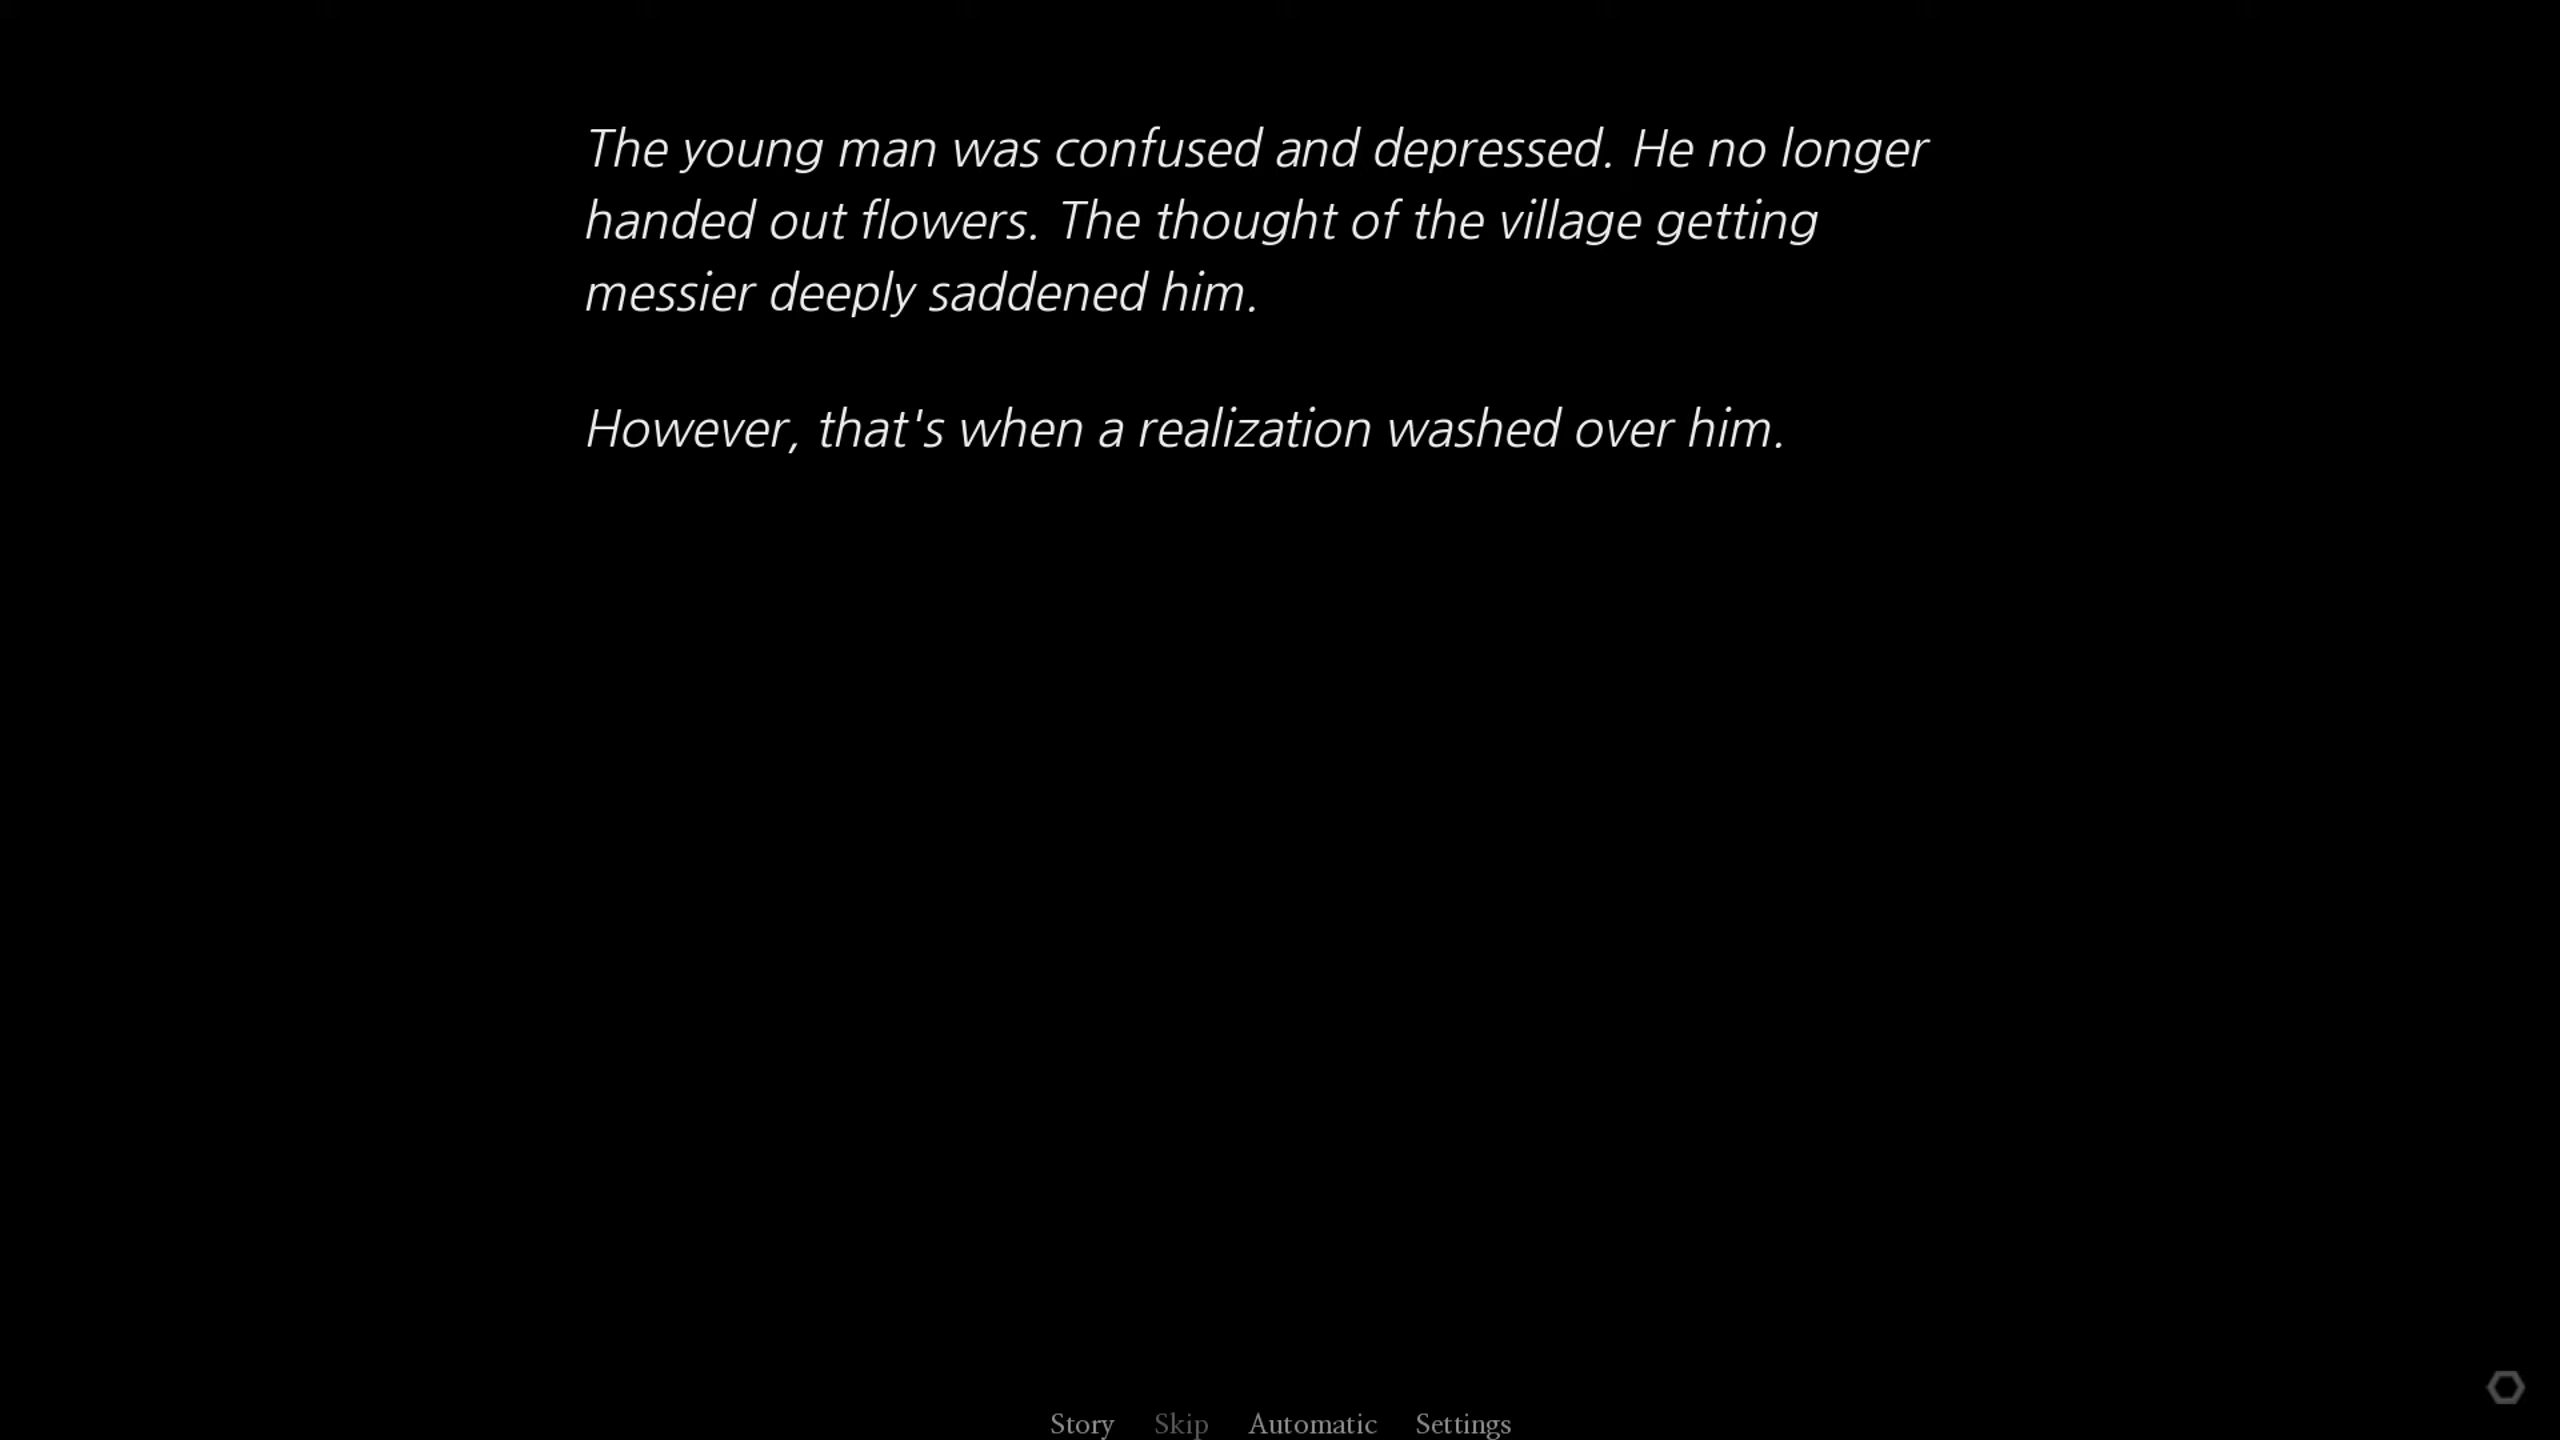 The young man was confused and depressed. He no longer
handed out flowers. The thought of the village getting
messier deeply saddened him.
However, that's when a realization washed over him.
Story Skip Automatic Settings